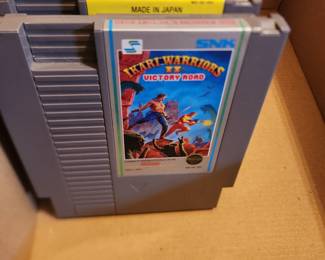 MADE IN JAPAN
SNK
IKARI WARRIORS
II
VICTORY ROAD